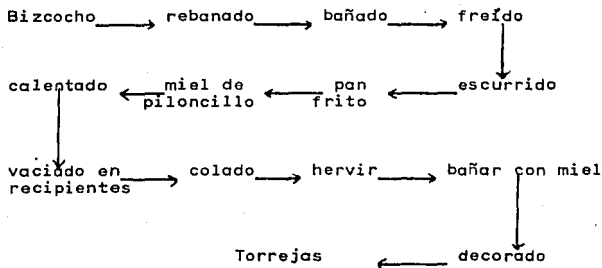 Bizcocho rebanado bañado freído
calentado miel de piloncillo pan frito escurrido
vaciado en recipientes colado hervir bañar con miel
Torrejas decorado